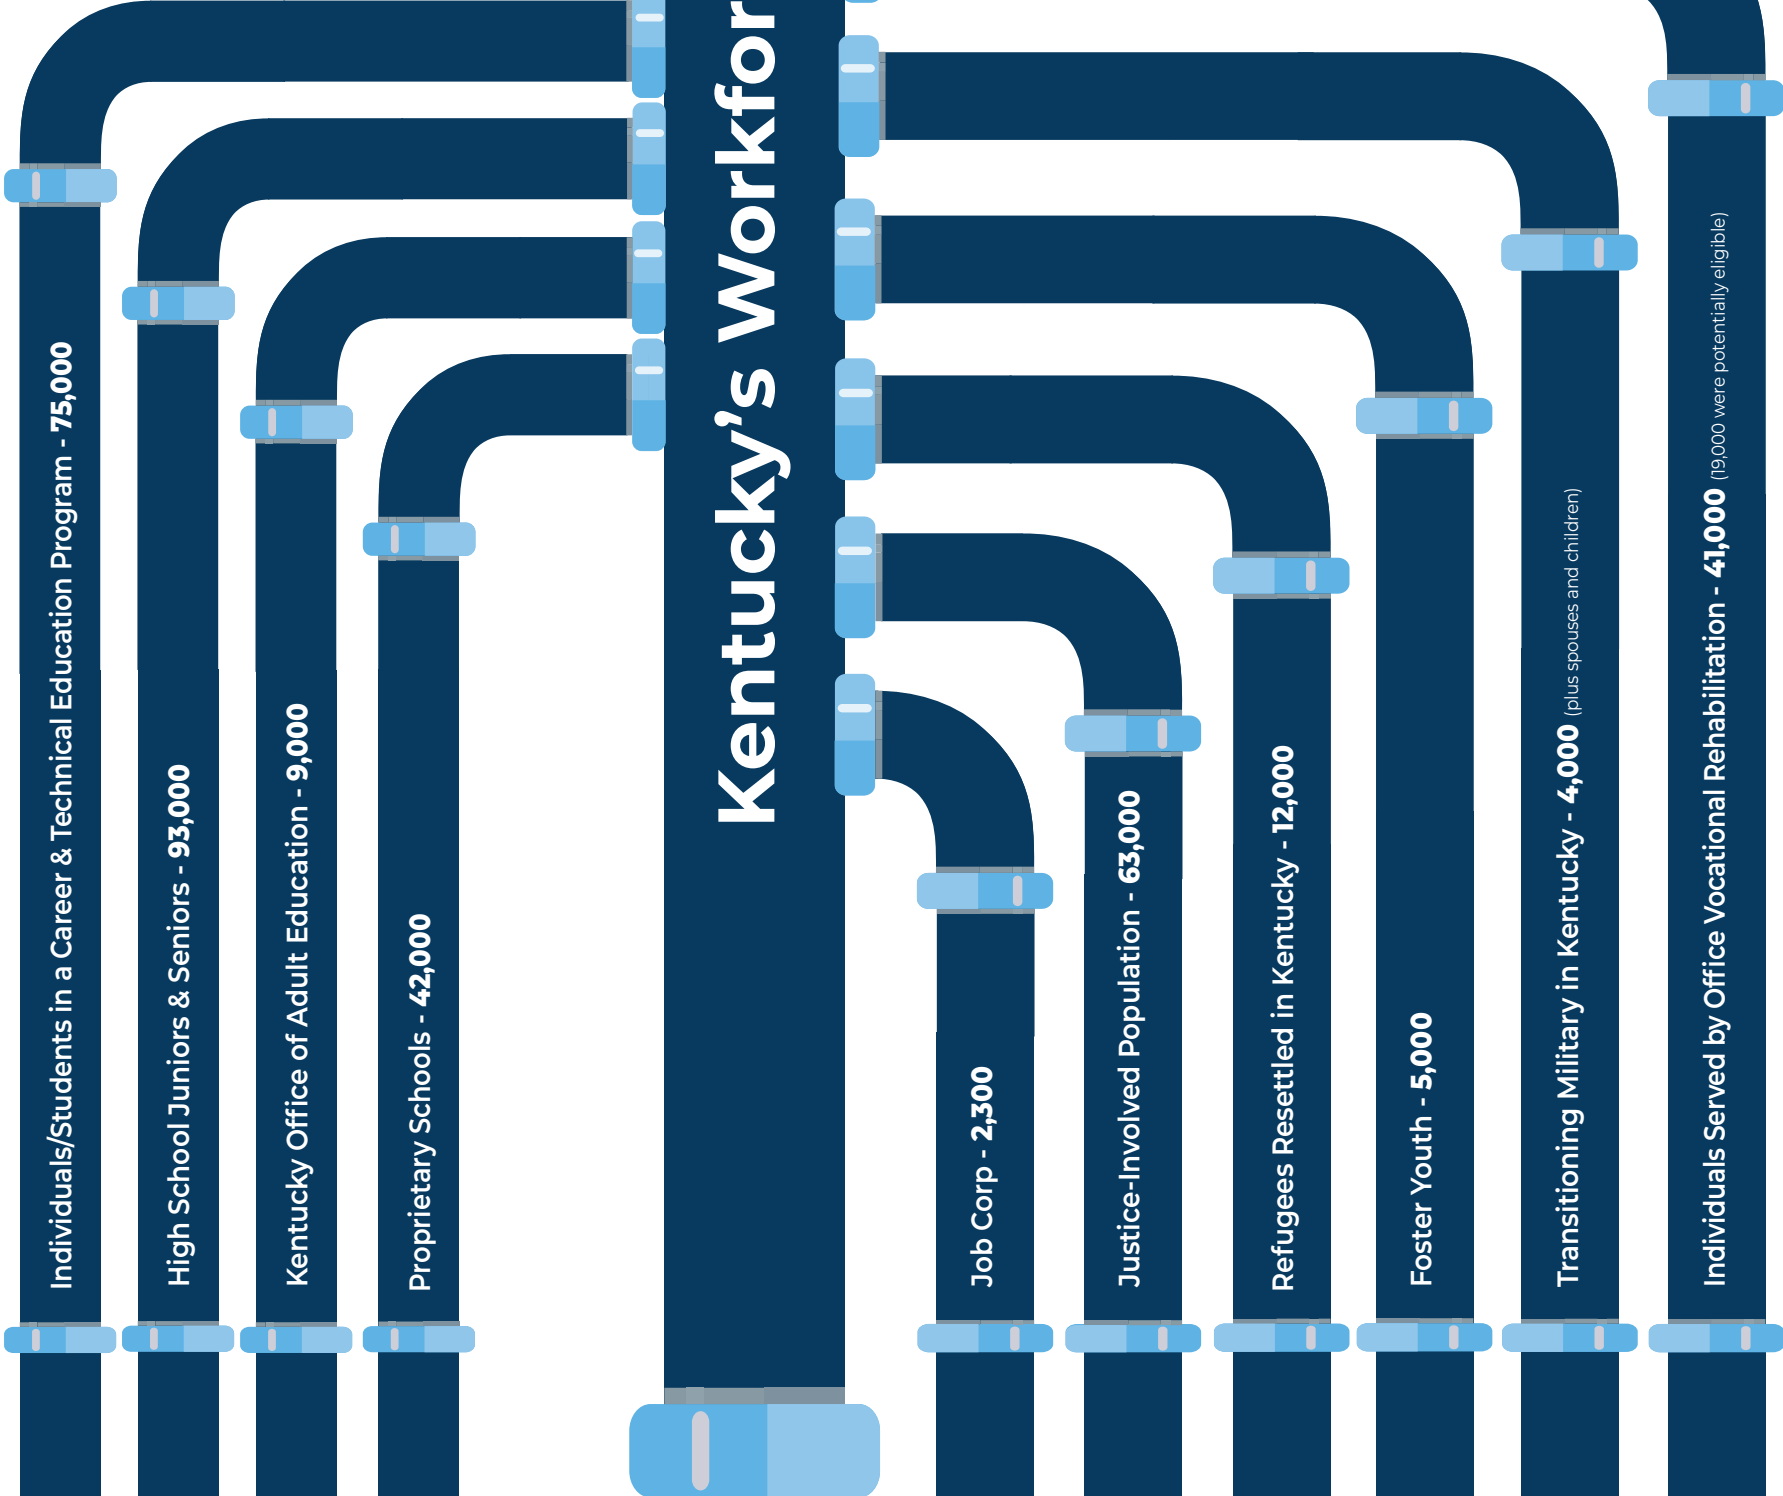 Individuals/Students in a Career & Technical Education Program - 75,000
High School Juniors & Seniors - 93,000
Kentucky Office of Adult Education - 9,000
Proprietary Schools - 42,000
Kentucky's Workfor
Job Corp - 2,300
Justice-Involved Population - 63,000
Refugees Resettled in Kentucky - 12,000
Foster Youth - 5,000
Transitioning Military in Kentucky - 4,000 (plus spouses and children)
Individuals Served by Office Vocational Rehabilitation - 41,000 (19,000 were potentially eligible)